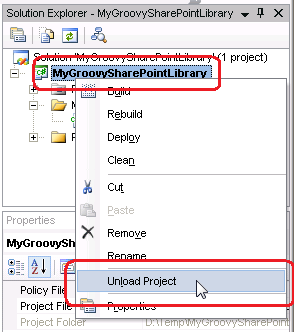 Solution Explorer - MyGroovySharePointLibrary
Solution 'MyGroovySharePointLibrary' (1 project)
MyGroovySharePointLibrary
Build
Rebuild
Deploy
Clean
Cut
Paste
Remove
Rename
Unload Project
Properties
Properties
MyGroovySha
Policy File
Project File
Project Folder D:\Temp\MyGroovySharePoint